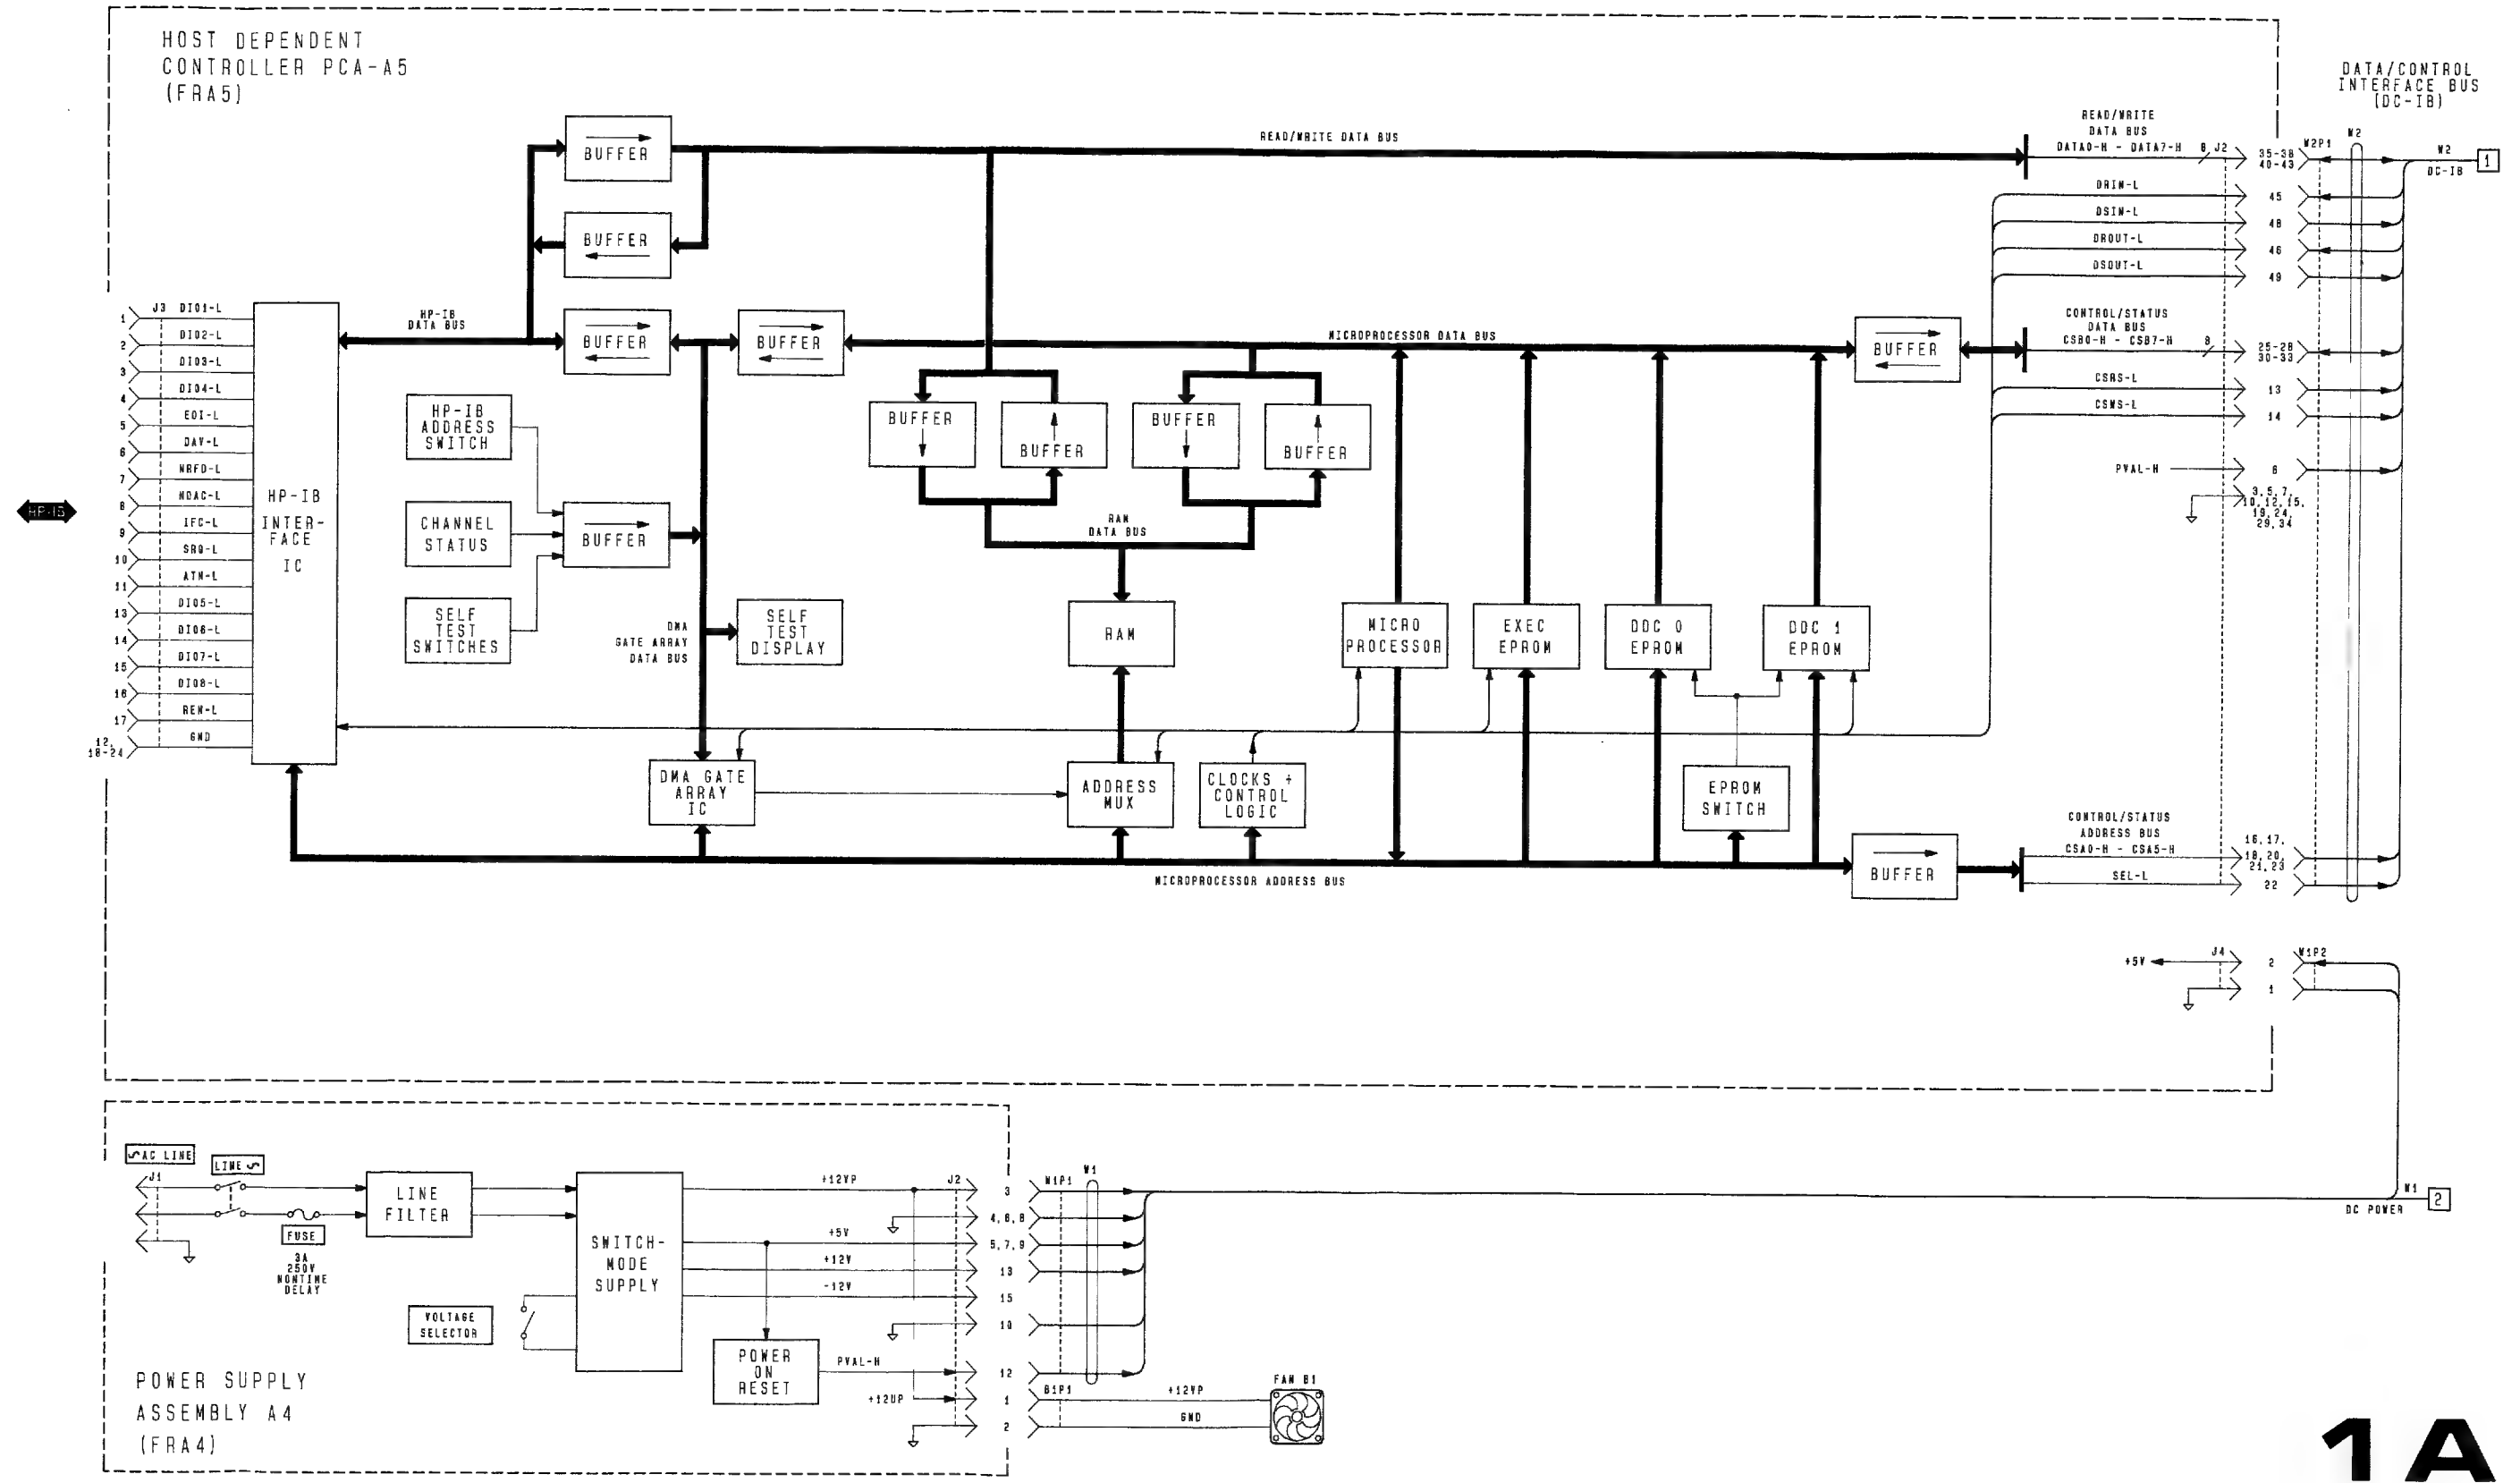 HOST DEPENDENT
CONTROLLER PCA-A5
(FRA5)
DATA/CONTROL
INTERFACE BUS
(DC-IB)
READ/WRITE
DATA BUS
DATA0-H - DATA7-H
8
J2
35-38
40-43
W2P1
W2
W2
DC-IB
1
BUFFER
READ/WRITE DATA BUS
DRIN-L
45
DSIN-L
48
DROUT-L
46
DSOUT-L
49
BUFFER
HP-IB
J3
1
DIO1-L
2
DIO2-L
3
DIO3-L
4
DIO4-L
5
EOI-L
6
DAV-L
7
NRFD-L
8
NDAC-L
9
IFC-L
10
SRQ-L
11
ATN-L
13
DIO5-L
14
DIO6-L
15
DIO7-L
16
DIO8-L
17
REN-L
12,
18-24
GND
HP-IB
INTER-
FACE
IC
HP-IB
DATA BUS
BUFFER
BUFFER
MICROPROCESSOR DATA BUS
BUFFER
CONTROL/STATUS
DATA BUS
CSB0-H - CSB7-H
8
25-28
30-33
CSRS-L
13
CSWS-L
14
PVAL-H
6
3,5,7,
10,12,15,
19,24,
29,34
HP-IB
ADDRESS
SWITCH
CHANNEL
STATUS
SELF
TEST
SWITCHES
BUFFER
BUFFER
BUFFER
BUFFER
BUFFER
RAM
DATA BUS
DMA
GATE ARRAY
DATA BUS
SELF
TEST
DISPLAY
RAM
MICRO
PROCESSOR
EXEC
EPROM
DDC 0
EPROM
DDC 1
EPROM
DMA GATE
ARRAY
IC
ADDRESS
MUX
CLOCKS +
CONTROL
LOGIC
EPROM
SWITCH
MICROPROCESSOR ADDRESS BUS
BUFFER
CONTROL/STATUS
ADDRESS BUS
CSA0-H - CSA5-H
16,17,
18,20,
21,23
SEL-L
22
+5V
J4
2
W1P2
1
AC LINE
LINE
J1
FUSE
3A
250V
NONTIME
DELAY
LINE
FILTER
SWITCH-
MODE
SUPPLY
VOLTAGE
SELECTOR
POWER
ON
RESET
+12VP
J2
3
W1P1
W1
4,6,8
+5V
5,7,9
+12V
13
-12V
15
10
PVAL-H
12
+12UP
1
B1P1
+12VP
2
GND
FAN B1
W1
2
DC POWER
POWER SUPPLY
ASSEMBLY A4
(FRA4)
1A